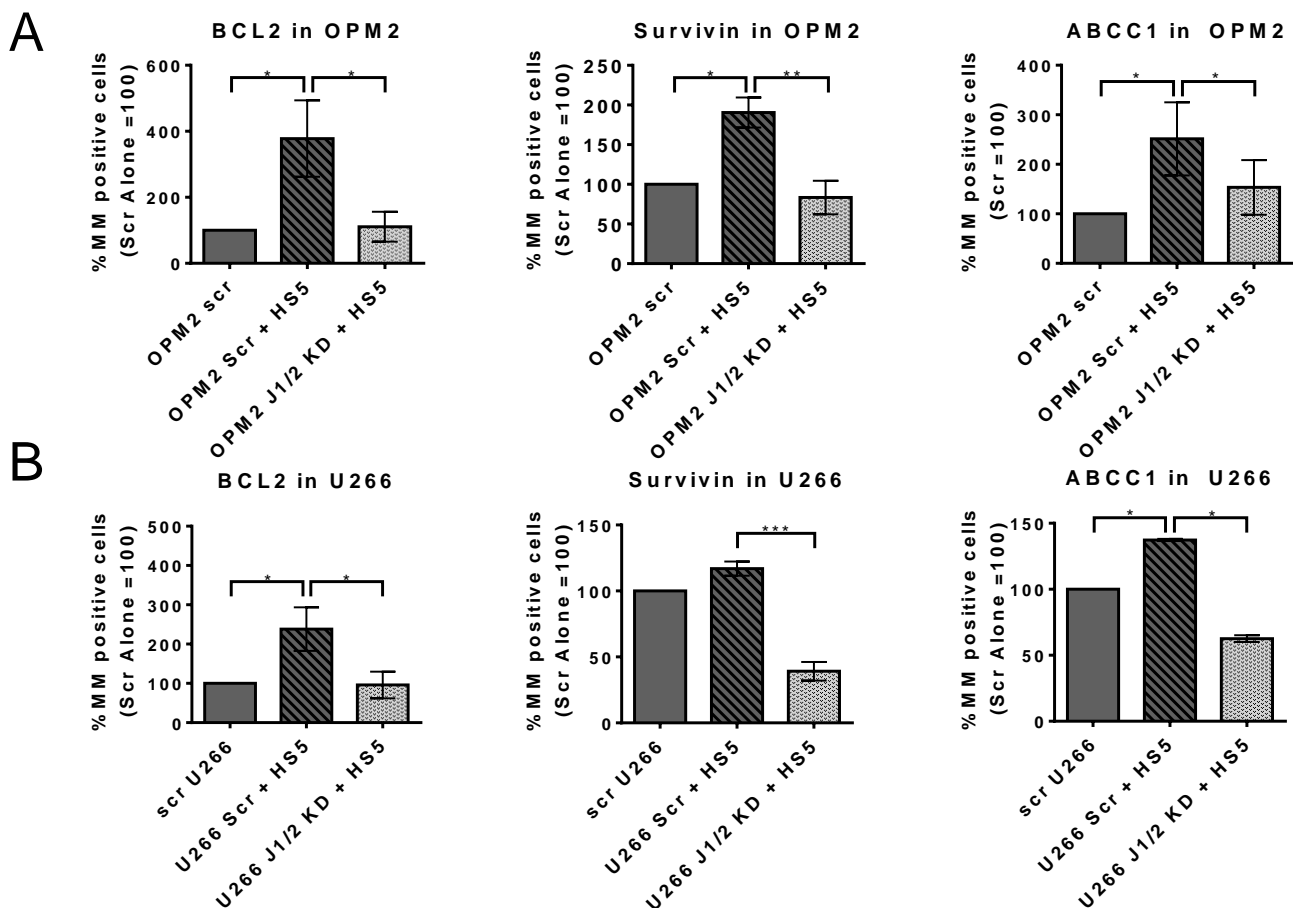 A
BCL2 in OPM2
%MM positive cells
(Scr Alone =100)
600
400
200
0
*
*
OPM2 scr
OPM2 Scr + HS5
OPM2 J1/2 KD + HS5
Survivin in OPM2
%MM positive cells
(Scr Alone =100)
250
200
150
100
50
0
*
**
OPM2 scr
OPM2 Scr + HS5
OPM2 J1/2 KD + HS5
ABCC1 in OPM2
%MM positive cells
(Scr =100)
400
300
200
100
0
*
*
OPM2 scr
OPM2 Scr + HS5
OPM2 J1/2 KD + HS5
B
BCL2 in U266
%MM positive cells
(Scr Alone =100)
500
400
300
200
100
0
*
*
scr U266
U266 Scr + HS5
U266 J1/2 KD + HS5
Survivin in U266
%MM positive cells
(Scr Alone =100)
150
100
50
0
***
scr U266
U266 Scr + HS5
U266 J1/2 KD + HS5
ABCC1 in U266
%MM positive cells
(Scr Alone =100)
150
100
50
0
*
*
scr U266
U266 Scr + HS5
U266 J1/2 KD + HS5